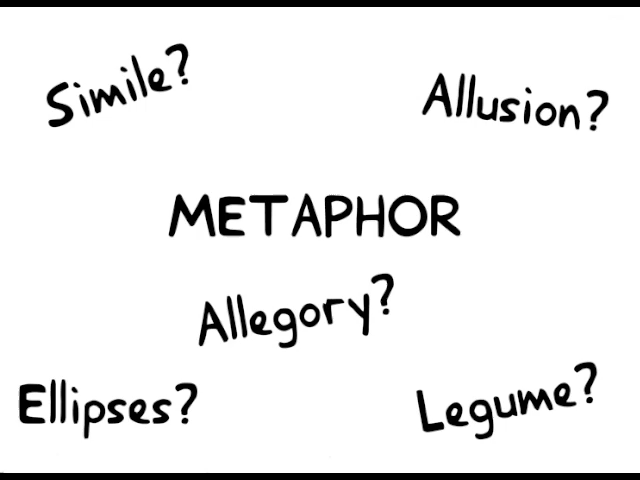 Simile?
Allusion?
METAPHOR
Allegory?
Ellipses?
Legume?